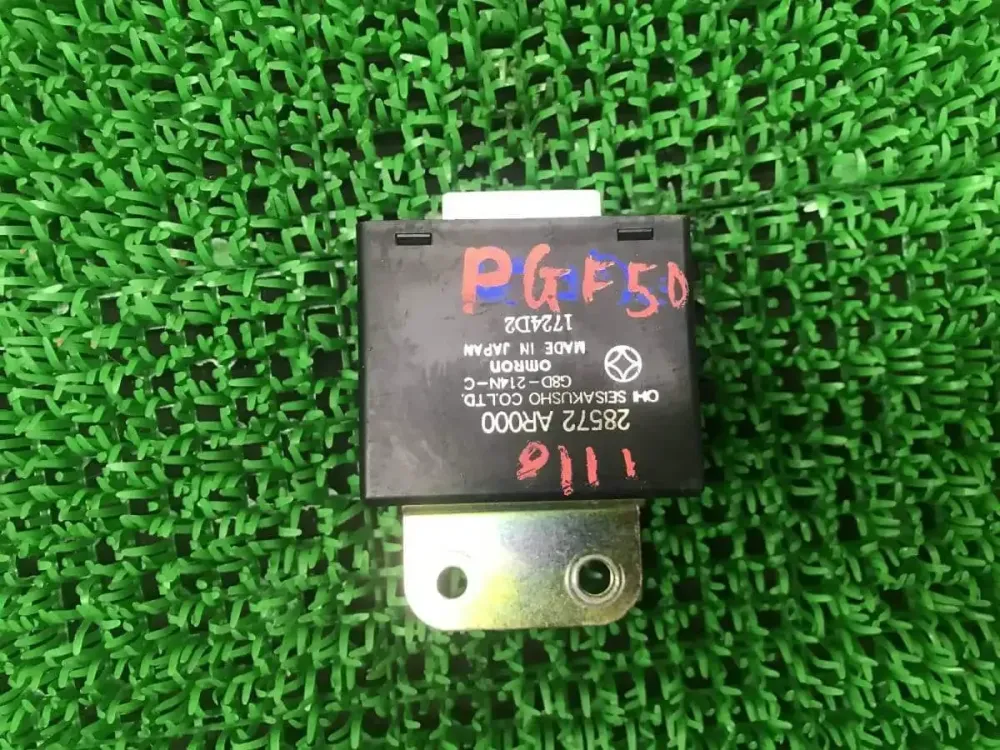 PGF50
28572 AR000
OHI SEISAKUSHO CO.LTD.
G8D-214N-C
OMRON
MADE IN JAPAN
1724D2